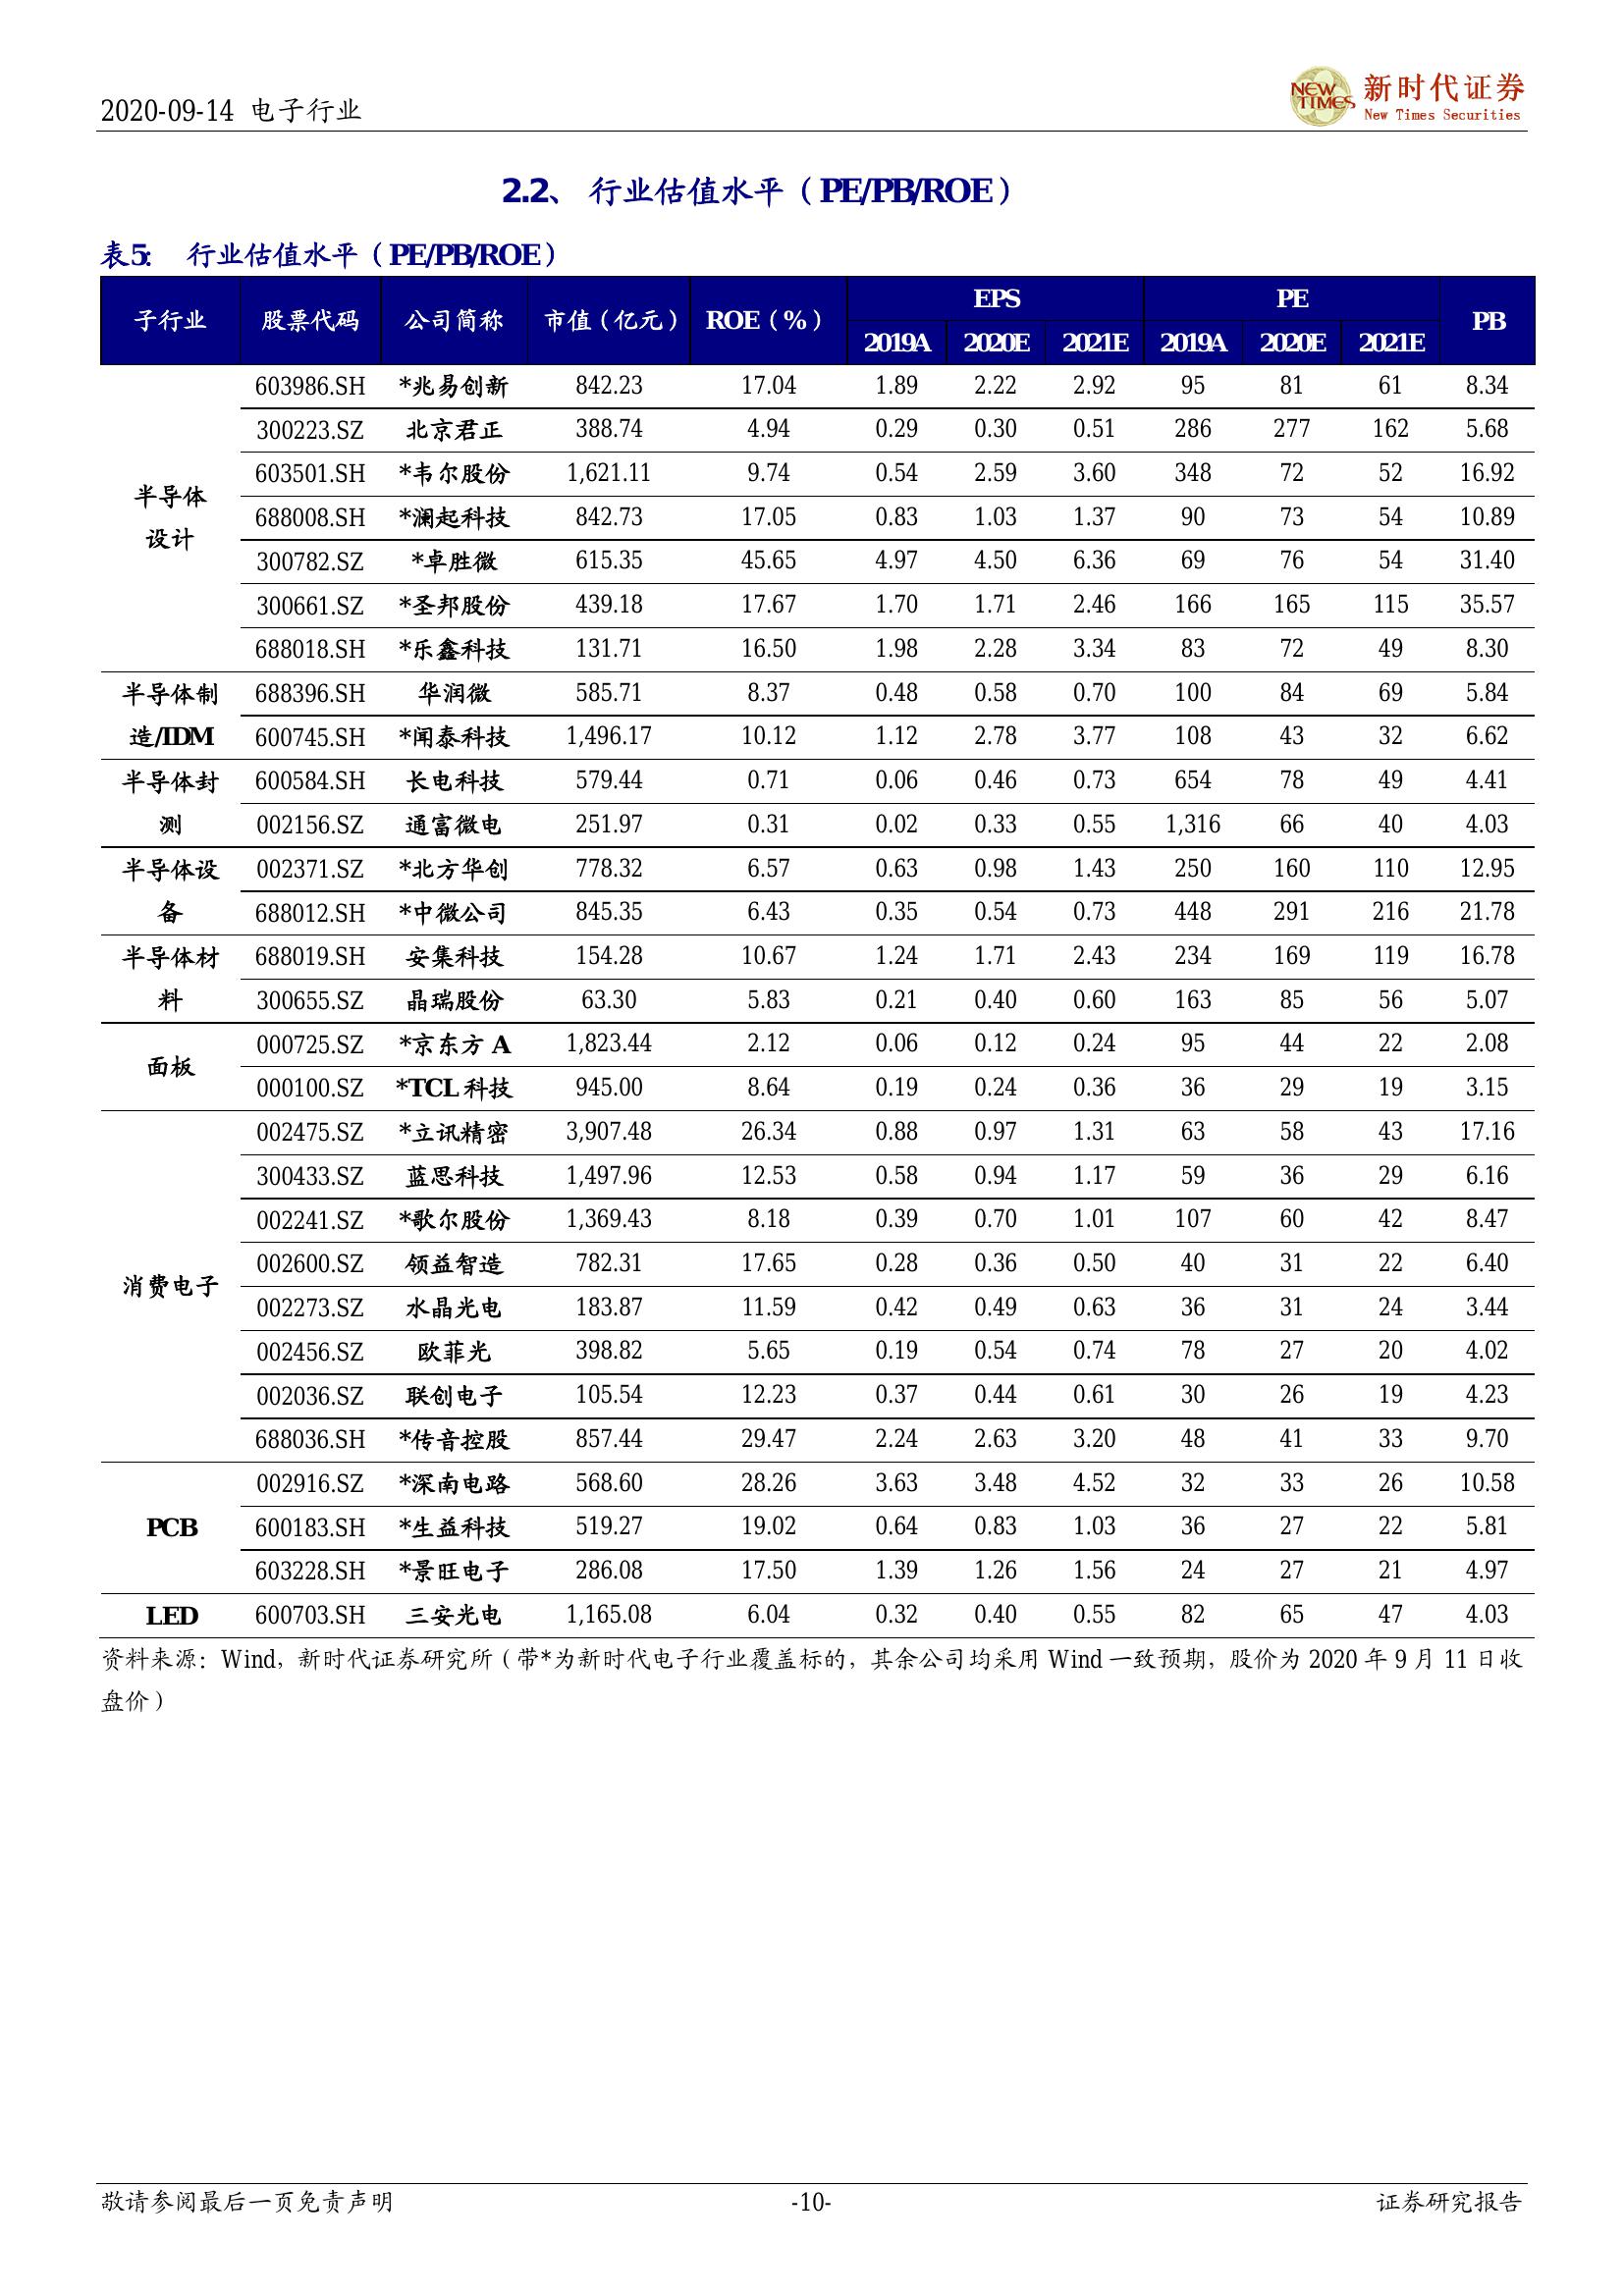 2020-09-14 电子行业
NEW TIMES 新时代证券
New Times Securities
2.2、 行业估值水平（PE/PB/ROE）
表5： 行业估值水平（PE/PB/ROE）
子行业 股票代码 公司简称 市值（亿元） ROE（%） EPS PE PB
2019A 2020E 2021E 2019A 2020E 2021E
半导体
设计
603986.SH *兆易创新 842.23 17.04 1.89 2.22 2.92 95 81 61 8.34
300223.SZ 北京君正 388.74 4.94 0.29 0.30 0.51 286 277 162 5.68
603501.SH *韦尔股份 1,621.11 9.74 0.54 2.59 3.60 348 72 52 16.92
688008.SH *澜起科技 842.73 17.05 0.83 1.03 1.37 90 73 54 10.89
300782.SZ *卓胜微 615.35 45.65 4.97 4.50 6.36 69 76 54 31.40
300661.SZ *圣邦股份 439.18 17.67 1.70 1.71 2.46 166 165 115 35.57
688018.SH *乐鑫科技 131.71 16.50 1.98 2.28 3.34 83 72 49 8.30
半导体制 688396.SH 华润微 585.71 8.37 0.48 0.58 0.70 100 84 69 5.84
造/IDM 600745.SH *闻泰科技 1,496.17 10.12 1.12 2.78 3.77 108 43 32 6.62
半导体封 600584.SH 长电科技 579.44 0.71 0.06 0.46 0.73 654 78 49 4.41
测 002156.SZ 通富微电 251.97 0.31 0.02 0.33 0.55 1,316 66 40 4.03
半导体设 002371.SZ *北方华创 778.32 6.57 0.63 0.98 1.43 250 160 110 12.95
备 688012.SH *中微公司 845.35 6.43 0.35 0.54 0.73 448 291 216 21.78
半导体材 688019.SH 安集科技 154.28 10.67 1.24 1.71 2.43 234 169 119 16.78
料 300655.SZ 晶瑞股份 63.30 5.83 0.21 0.40 0.60 163 85 56 5.07
面板
000725.SZ *京东方 A 1,823.44 2.12 0.06 0.12 0.24 95 44 22 2.08
000100.SZ *TCL 科技 945.00 8.64 0.19 0.24 0.36 36 29 19 3.15
消费电子
002475.SZ *立讯精密 3,907.48 26.34 0.88 0.97 1.31 63 58 43 17.16
300433.SZ 蓝思科技 1,497.96 12.53 0.58 0.94 1.17 59 36 29 6.16
002241.SZ *歌尔股份 1,369.43 8.18 0.39 0.70 1.01 107 60 42 8.47
002600.SZ 领益智造 782.31 17.65 0.28 0.36 0.50 40 31 22 6.40
002273.SZ 水晶光电 183.87 11.59 0.42 0.49 0.63 36 31 24 3.44
002456.SZ 欧菲光 398.82 5.65 0.19 0.54 0.74 78 27 20 4.02
002036.SZ 联创电子 105.54 12.23 0.37 0.44 0.61 30 26 19 4.23
688036.SH *传音控股 857.44 29.47 2.24 2.63 3.20 48 41 33 9.70
002916.SZ *深南电路 568.60 28.26 3.63 3.48 4.52 32 33 26 10.58
PCB 600183.SH *生益科技 519.27 19.02 0.64 0.83 1.03 36 27 22 5.81
603228.SH *景旺电子 286.08 17.50 1.39 1.26 1.56 24 27 21 4.97
LED 600703.SH 三安光电 1,165.08 6.04 0.32 0.40 0.55 82 65 47 4.03
资料来源：Wind，新时代证券研究所（带*为新时代电子行业覆盖标的，其余公司均采用 Wind 一致预期，股价为 2020 年 9 月 11 日收
盘价）
敬请参阅最后一页免责声明 -10- 证券研究报告